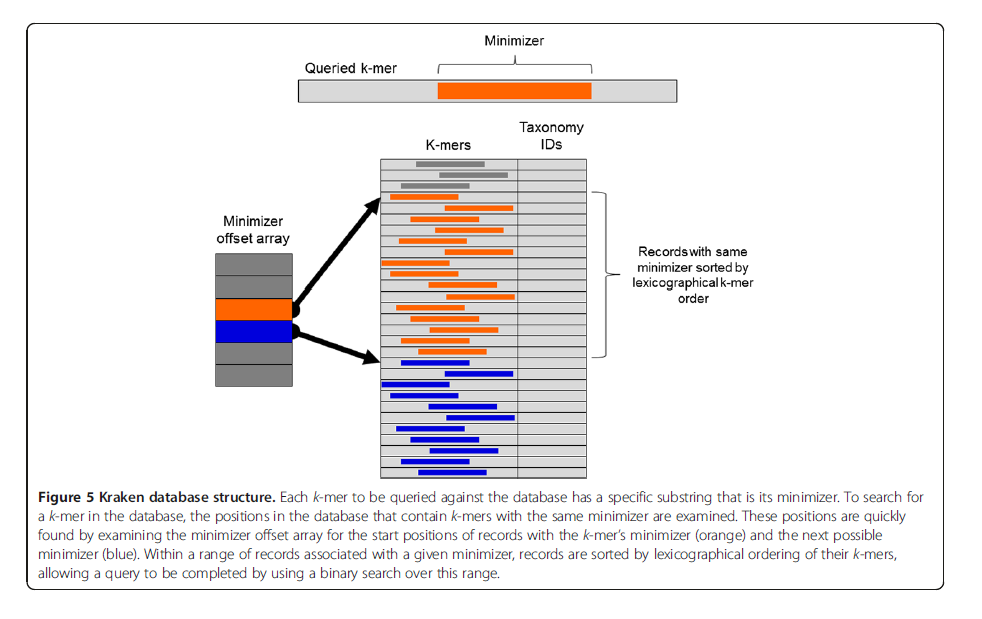 Minimizer
Queried k-mer
Taxonomy
IDs
K-mers
Minimizer
offset array
Records with same
minimizer sorted by
lexicographical k-mer
order
Figure 5 Kraken database structure. Each k-mer to be queried against the database has a specific substring that is its minimizer. To search for
a k-mer in the database, the positions in the database that contain k-mers with the same minimizer are examined. These positions are quickly
found by examining the minimizer offset array for the start positions of records with the k-mer's minimizer (orange) and the next possible
minimizer (blue). Within a range of records associated with a given minimizer, records are sorted by lexicographical ordering of their k-mers,
allowing a query to be completed by using a binary search over this range.